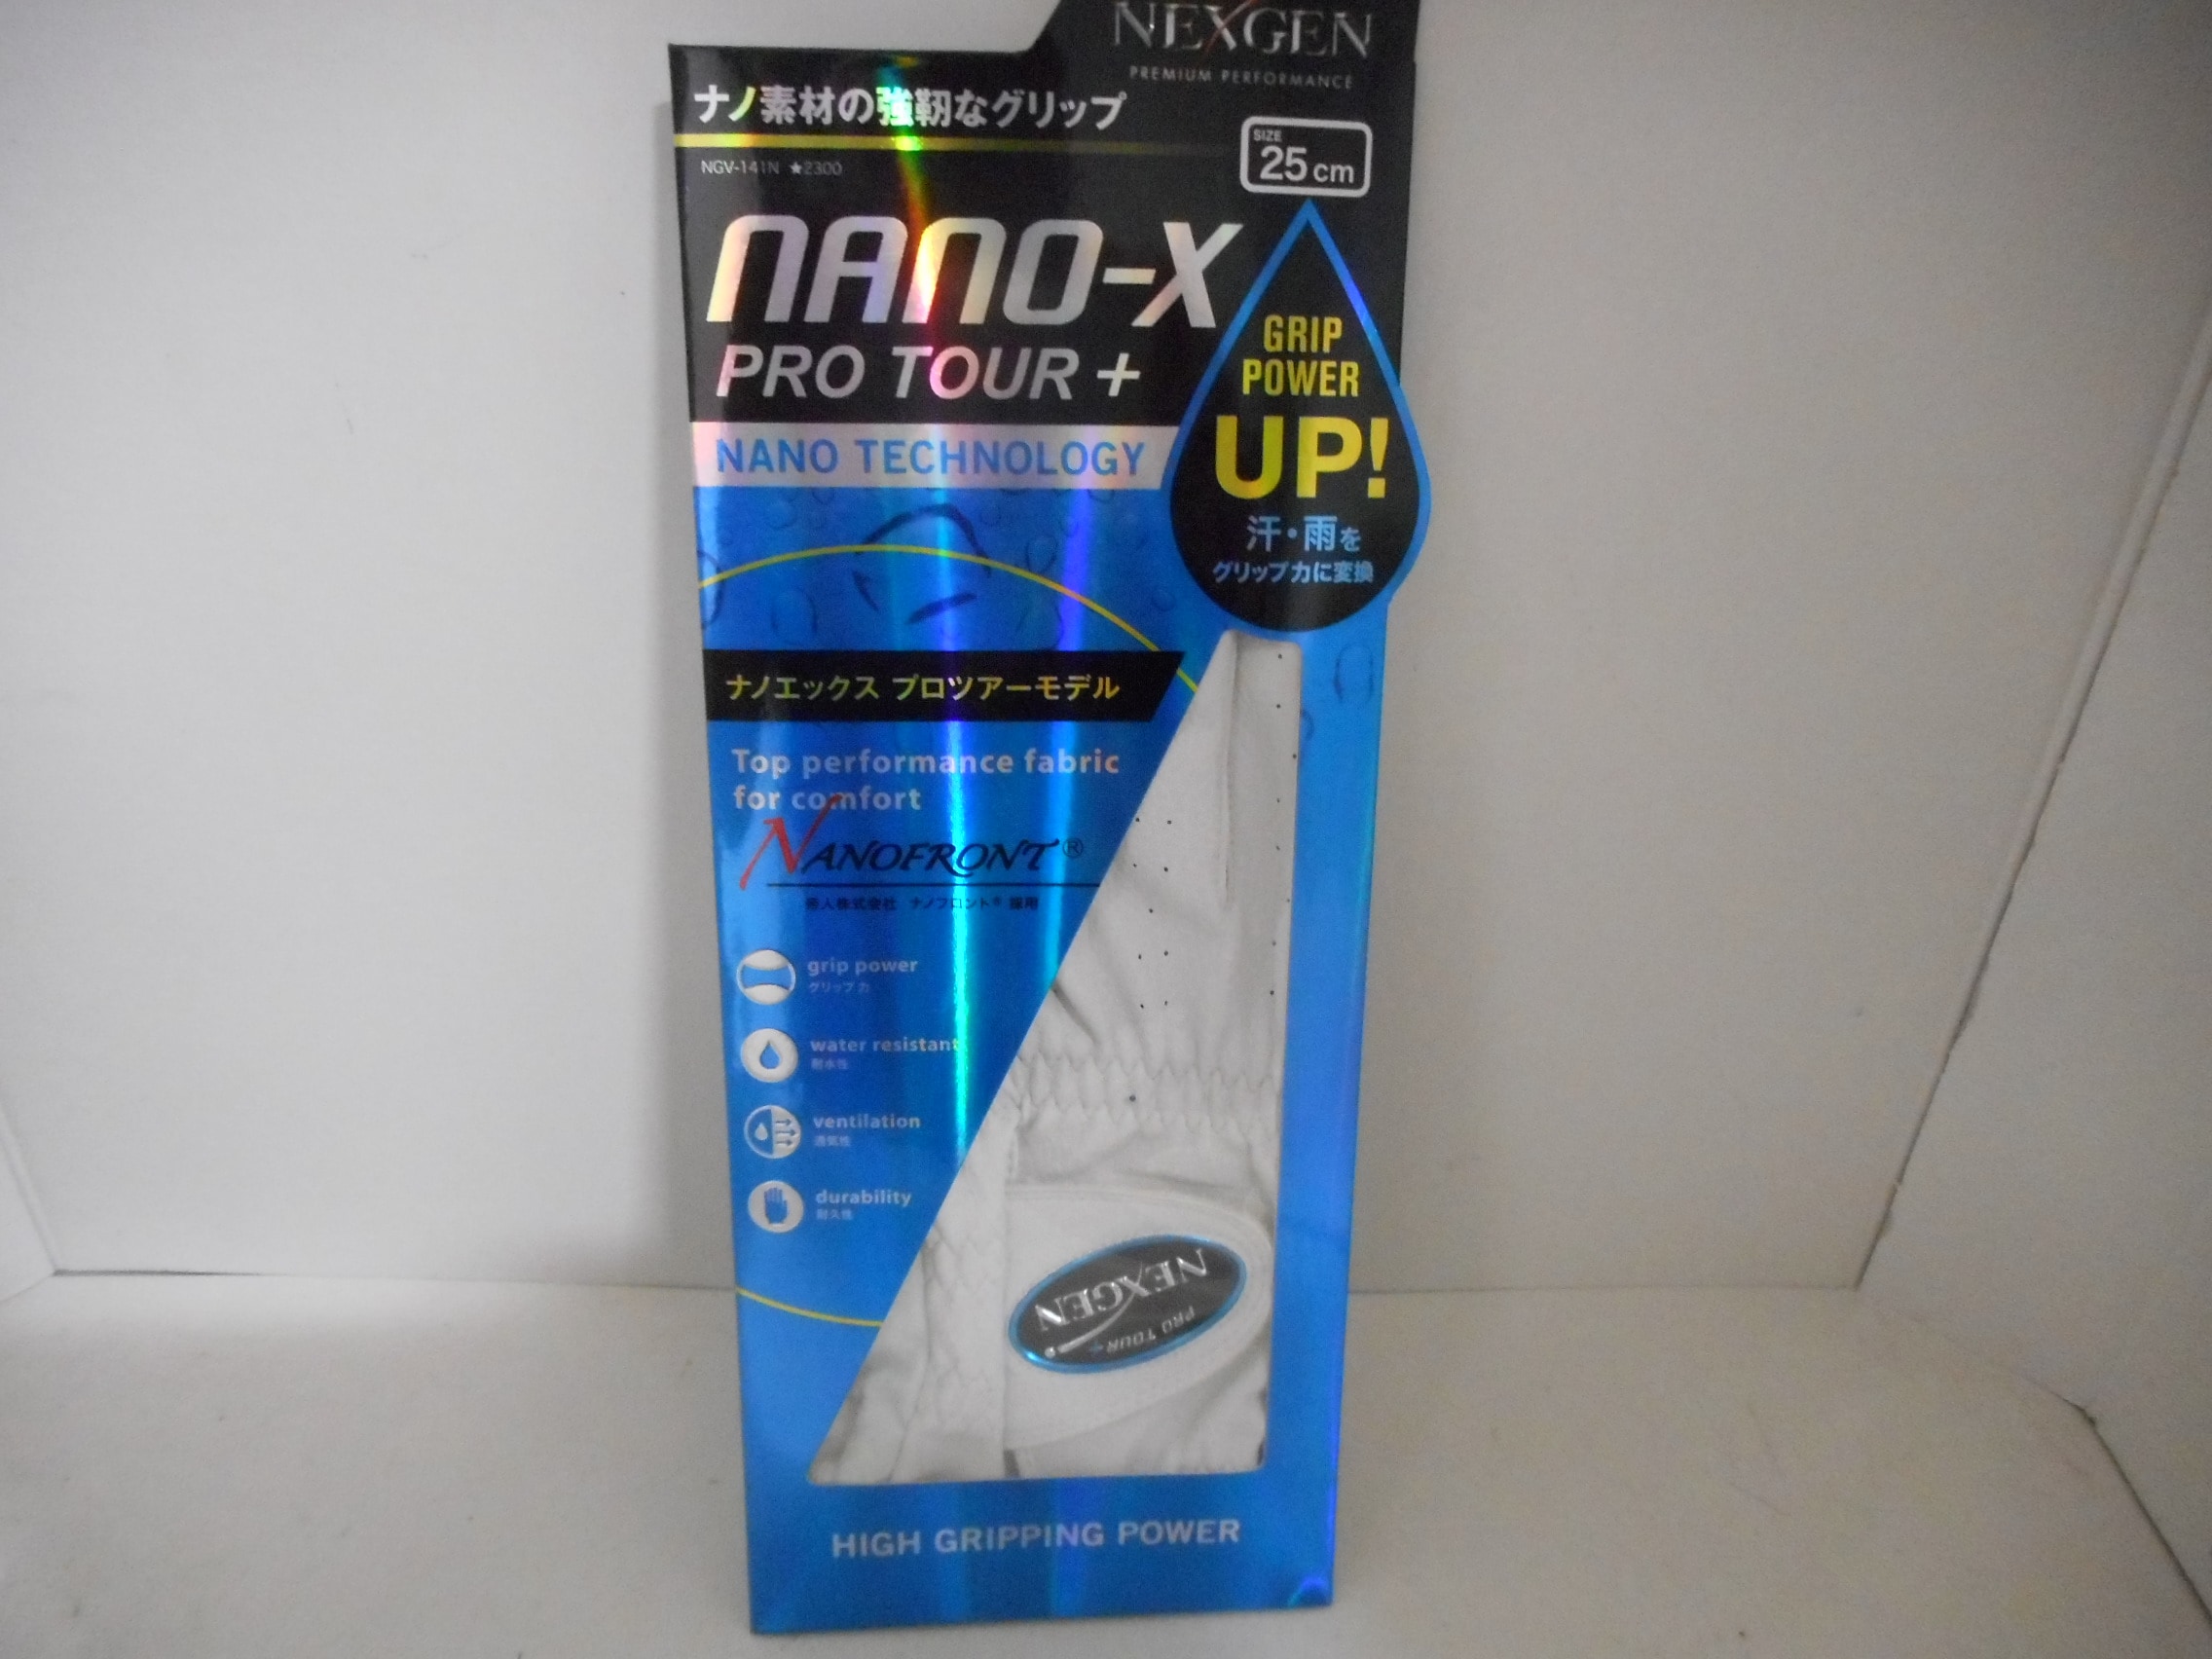 NEXGEN
PREMIUM PERFORMANCE
ナノ素材の強靭なグリップ
SIZE
25cm
NGV-141N ★2300
NANO-X
PRO TOUR +
NANO TECHNOLOGY
GRIP
POWER
UP!
汗・雨を
グリップ力に変換
ナノエックス プロツアーモデル
Top performance fabric
for comfort
NANOFRONT®
帝人株式会社 ナノフロント® 採用
grip power
グリップ力
water resistant
耐水性
ventilation
通気性
durability
耐久性
NEXGEN
PRO TOUR+
HIGH GRIPPING POWER